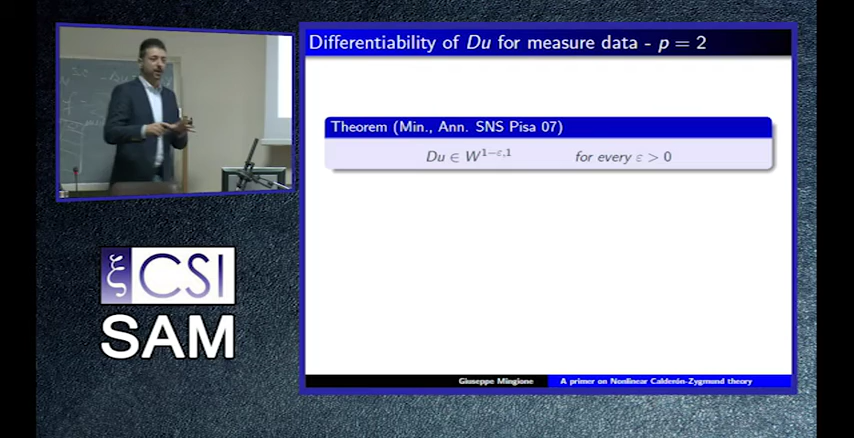 Differentiability of Du for measure data - p = 2
Theorem (Min., Ann. SNS Pisa 07)
Du ∈ W^{1−ε,1} for every ε > 0
ξ CSI
SAM
Giuseppe Mingione A primer on Nonlinear Calderón-Zygmund theory